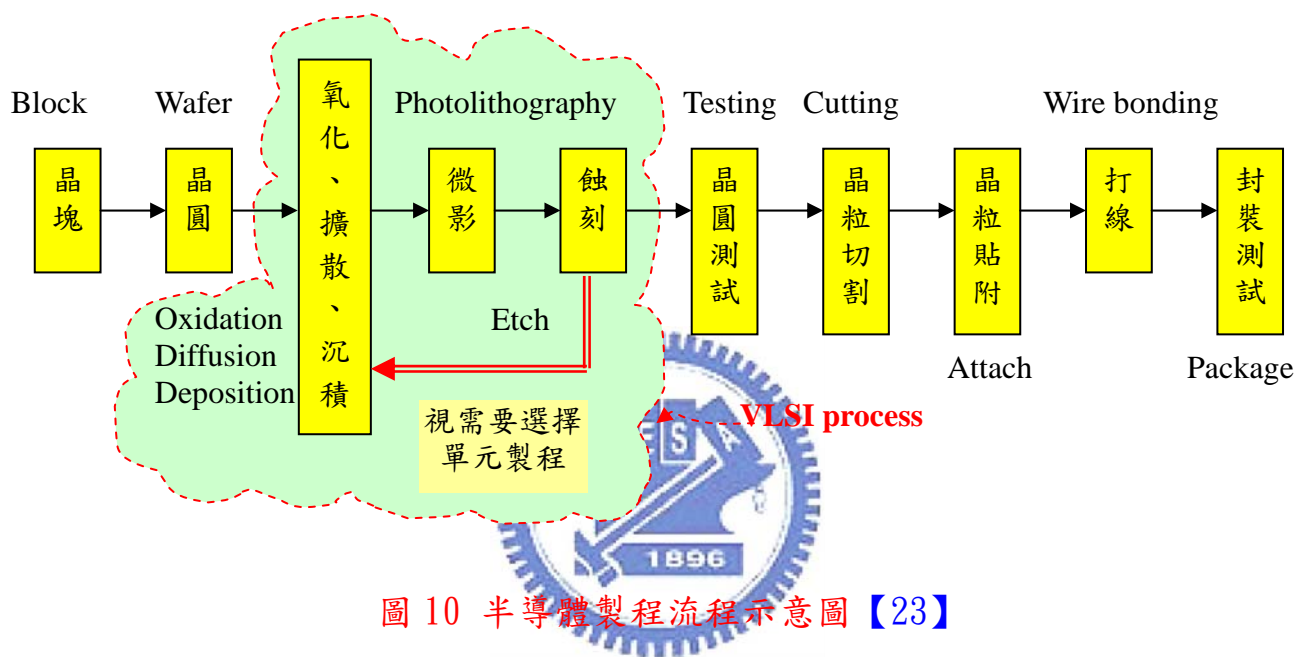 Block
Wafer
Photolithography
Testing
Cutting
Wire bonding
晶塊
晶圓
氧化、擴散、沉積
微影
蝕刻
晶圓測試
晶粒切割
晶粒貼附
打線
封裝測試
Oxidation
Diffusion
Deposition
Etch
Attach
Package
視需要選擇
單元製程
VLSI process
1896
圖 10 半導體製程流程示意圖【23】